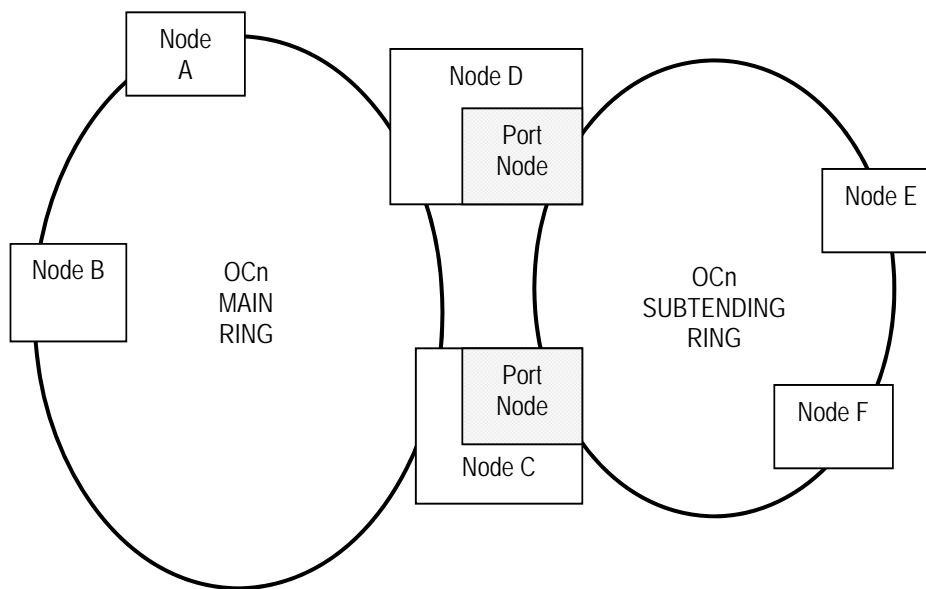 Node
A
Node D
Port
Node
Node E
Node B
OCn
MAIN
RING
OCn
SUBTENDING
RING
Port
Node
Node F
Node C